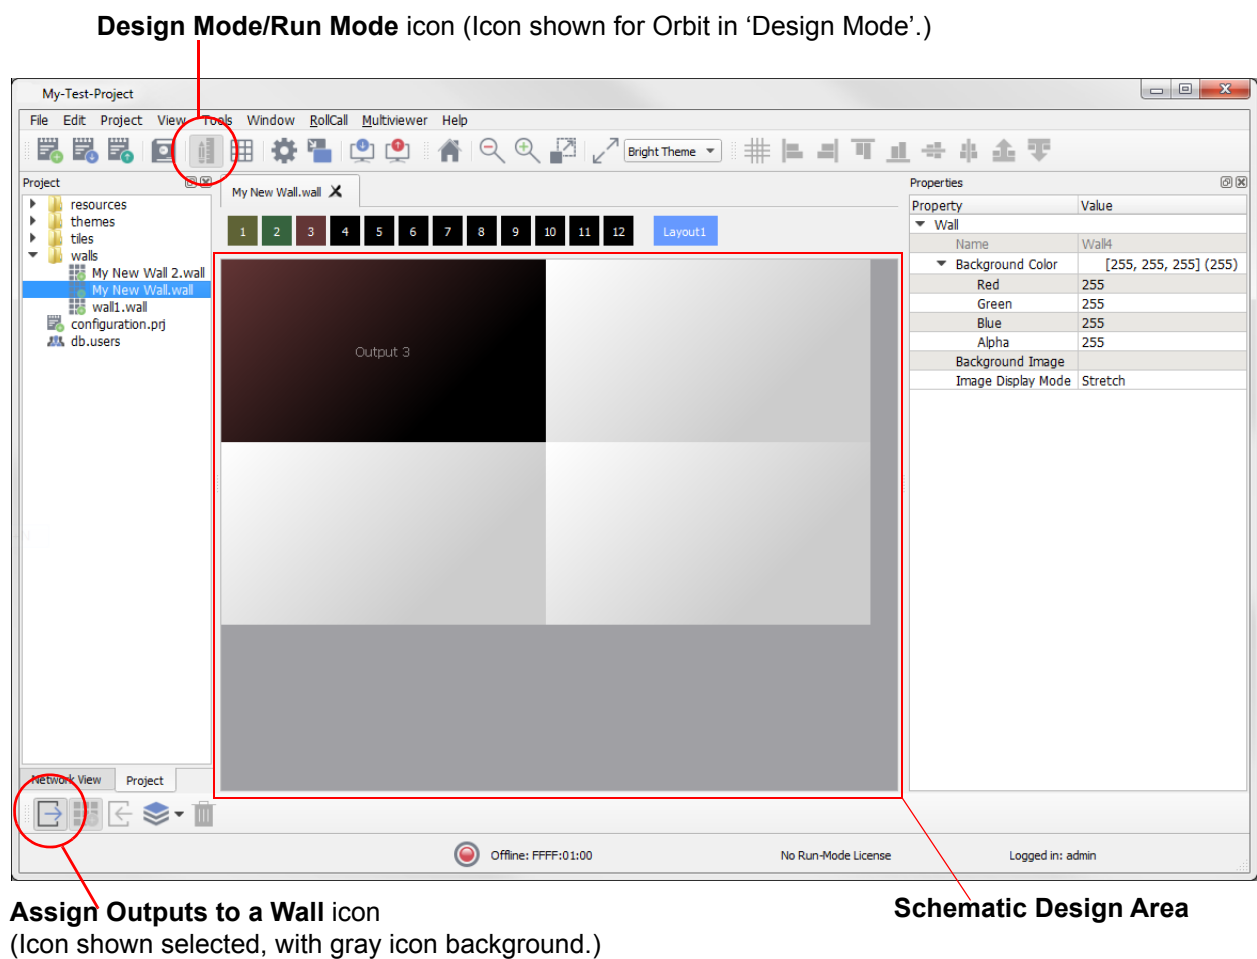 Design Mode/Run Mode icon (Icon shown for Orbit in ‘Design Mode’.)
My-Test-Project
File Edit Project View Tools Window RollCall Multiviewer Help
Bright Theme
Project
resources
themes
tiles
walls
My New Wall 2.wall
My New Wall.wall
wall1.wall
configuration.prj
db.users
My New Wall.wall
1 2 3 4 5 6 7 8 9 10 11 12 Layout1
Output 3
Properties
Property Value
Wall
Name Wall4
Background Color [255, 255, 255] (255)
Red 255
Green 255
Blue 255
Alpha 255
Background Image
Image Display Mode Stretch
Network View Project
Offline: FFFF:01:00 No Run-Mode License Logged in: admin
Assign Outputs to a Wall icon
(Icon shown selected, with gray icon background.)
Schematic Design Area